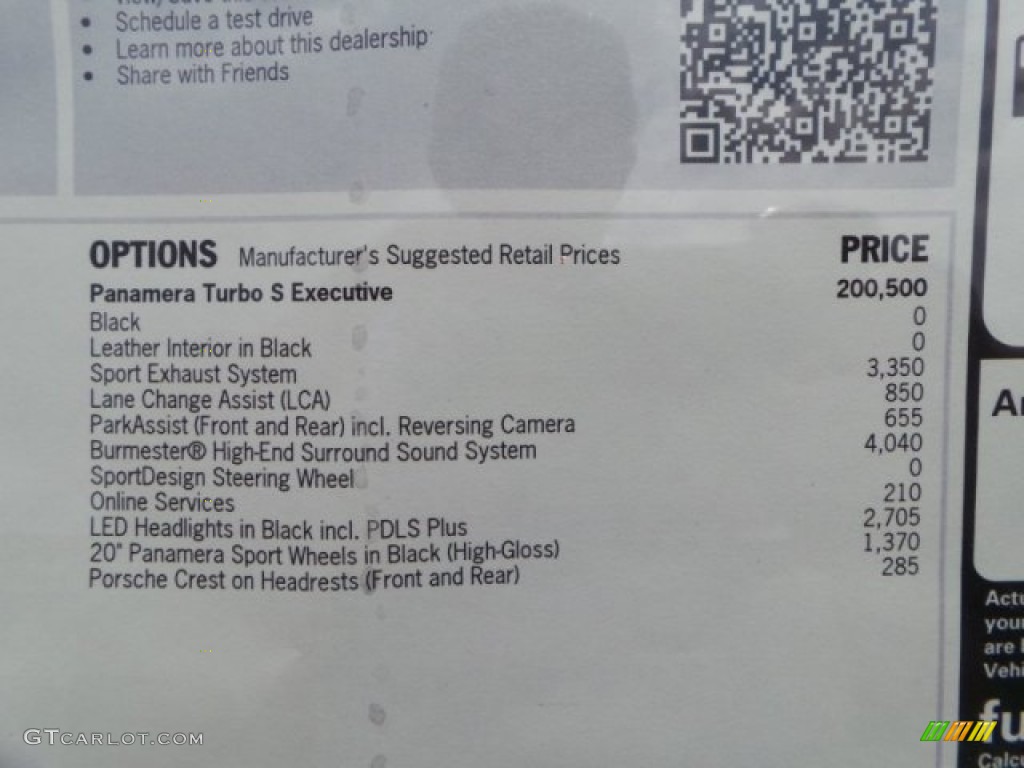 Schedule a test drive
Learn more about this dealership
Share with Friends
OPTIONS Manufacturer's Suggested Retail Prices PRICE
Panamera Turbo S Executive 200,500
Black 0
Leather Interior in Black 0
Sport Exhaust System 3,350
Lane Change Assist (LCA) 850
ParkAssist (Front and Rear) incl. Reversing Camera 655
Burmester® High-End Surround Sound System 4,040
SportDesign Steering Wheel 0
Online Services 210
LED Headlights in Black incl. PDLS Plus 2,705
20" Panamera Sport Wheels in Black (High-Gloss) 1,370
Porsche Crest on Headrests (Front and Rear) 285
your
are
GTCARLOT.COM